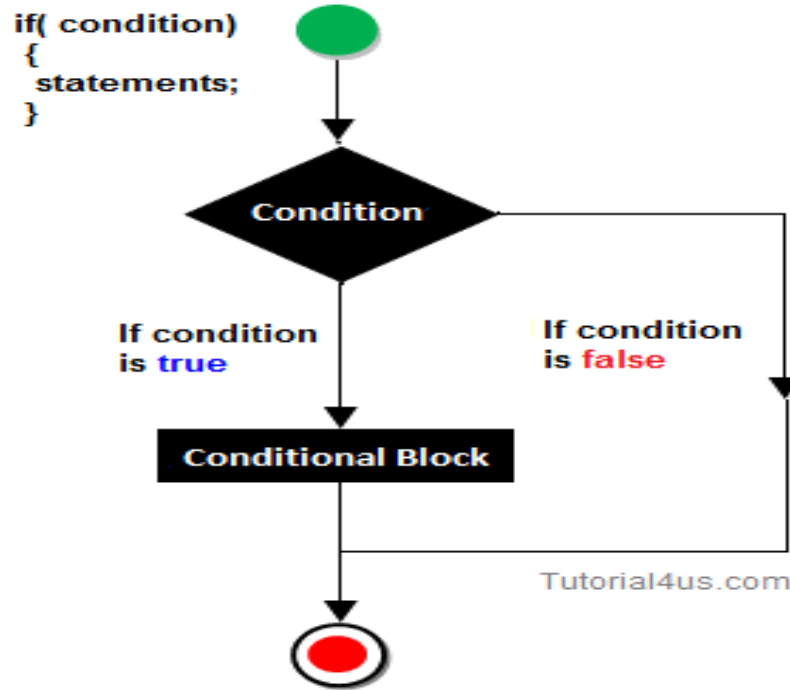 if( condition)
{
statements;
}
Condition
If condition
is true
If condition
is false
Conditional Block
Tutorial4us.com